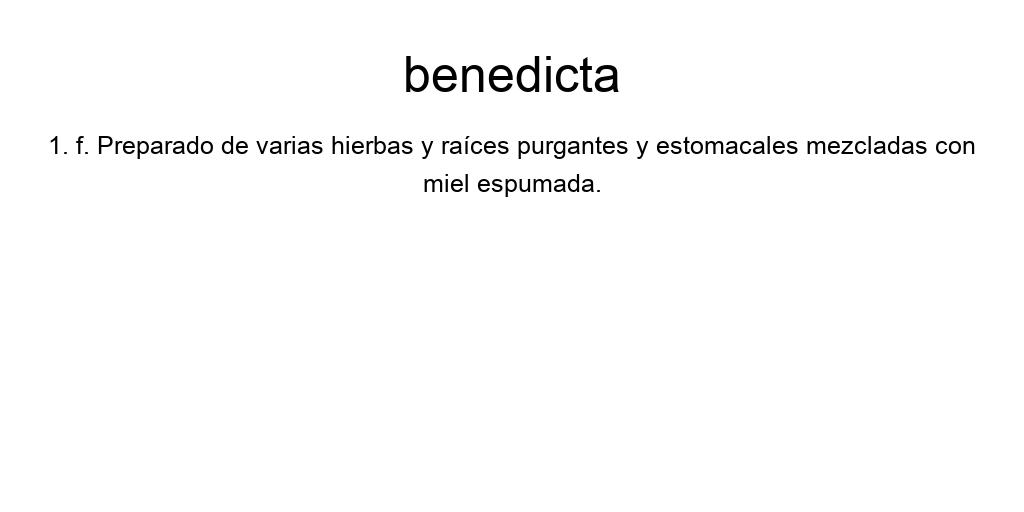 benedicta
1. f. Preparado de varias hierbas y raíces purgantes y estomacales mezcladas con
miel espumada.